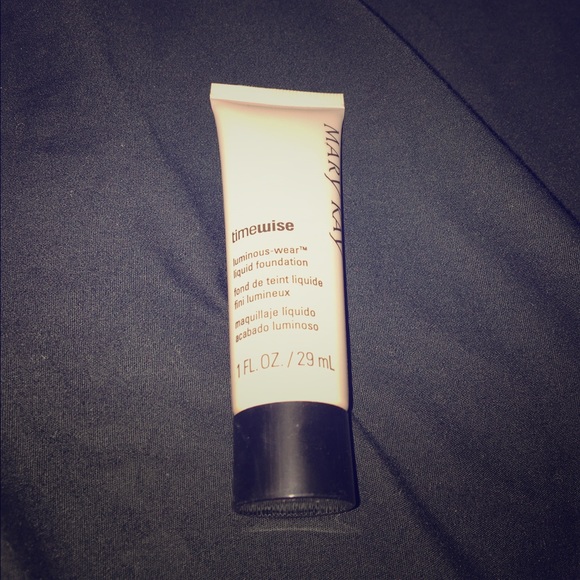 MARY KAY
timewise
luminous-wear™
liquid foundation
fond de teint liquide
fini lumineux
maquillaje líquido
acabado luminoso
1 FL. OZ. / 29 mL